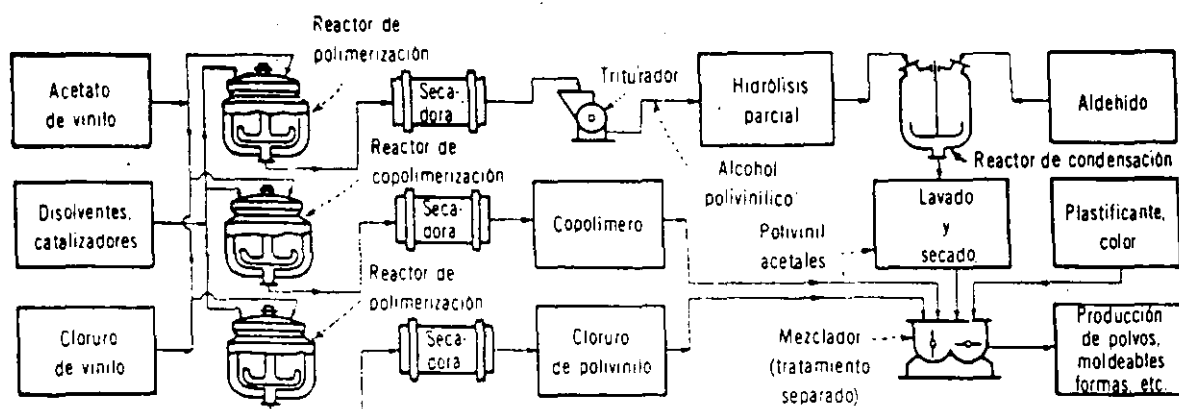 Reactor de
polimerización
Acetato
de vinilo
Seca-
dora
Triturador
Hidrólisis
parcial
Aldehido
Reactor de
copolimerización
Alcohol
polivinílico
Reactor de condensación
Disolventes,
catalizadores
Seca-
dora
Copolímero
Polivinil
acetales
Lavado
y
secado
Plastificante,
color
Reactor de
polimerización
Cloruro
de vinilo
Seca-
dora
Cloruro
de polivinilo
Mezclador
(tratamiento
separado)
Producción
de polvos,
moldeables
formas, etc.